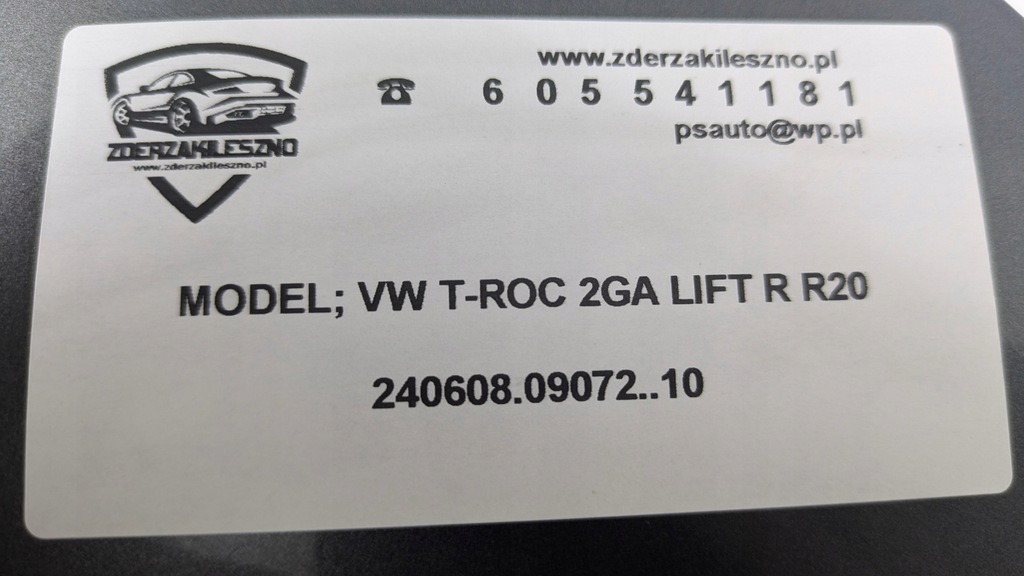 ZDERZAKILESZNO
www.zderzakileszno.pl
www.zderzakileszno.pl
☎ 6 0 5 5 4 1 1 8 1
psauto@wp.pl
MODEL; VW T-ROC 2GA LIFT R R20
240608.09072..10